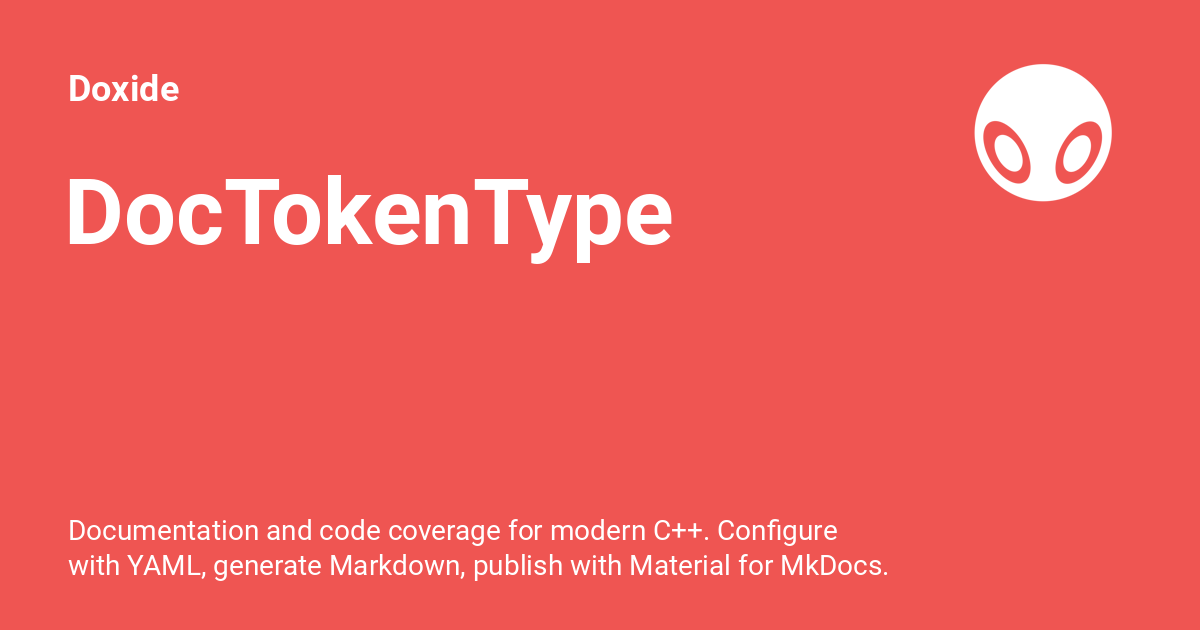 Doxide
DocTokenType
Documentation and code coverage for modern C++. Configure
with YAML, generate Markdown, publish with Material for MkDocs.